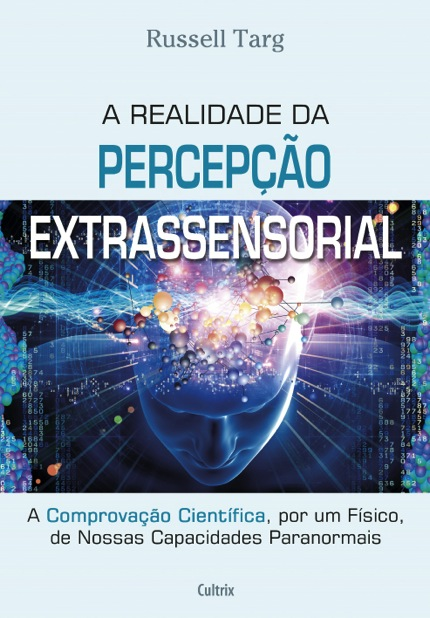 Russell Targ
A REALIDADE DA
PERCEPÇÃO
EXTRASSENSORIAL
A Comprovação Científica, por um Físico,
de Nossas Capacidades Paranormais
Cultrix